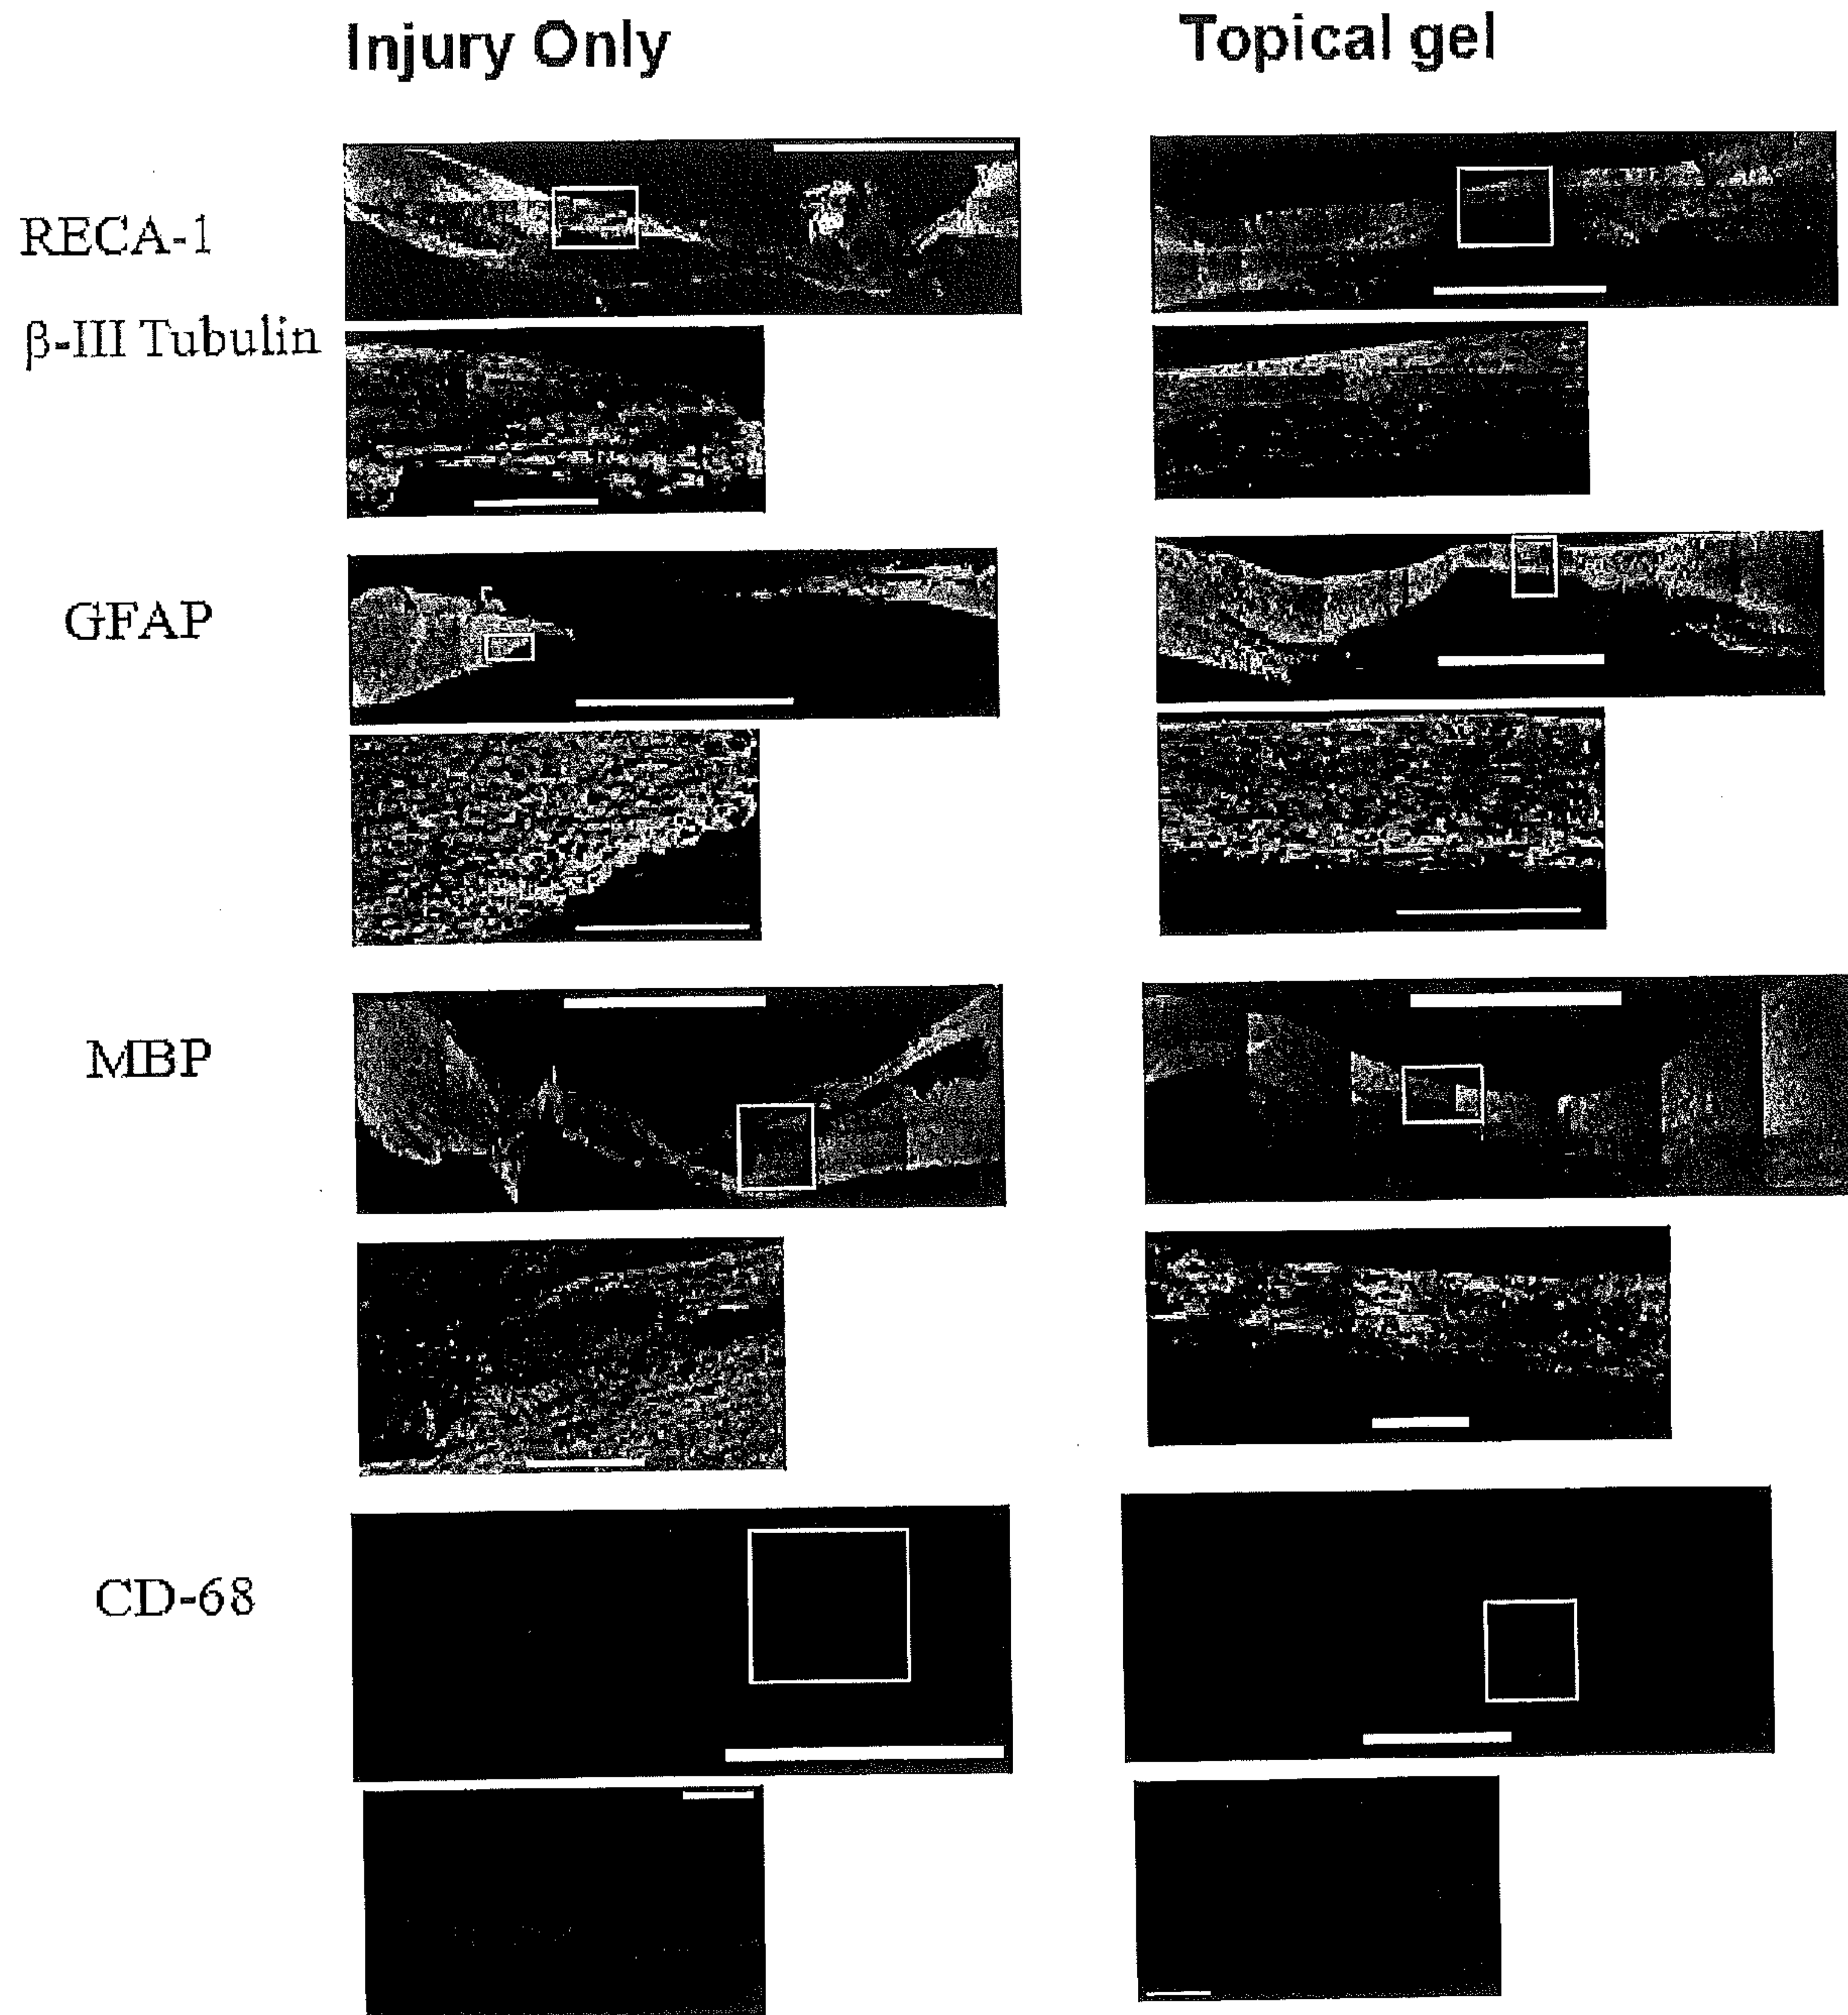 Injury Only
Topical gel
RECA-1
β-III Tubulin
GFAP
MBP
CD-68